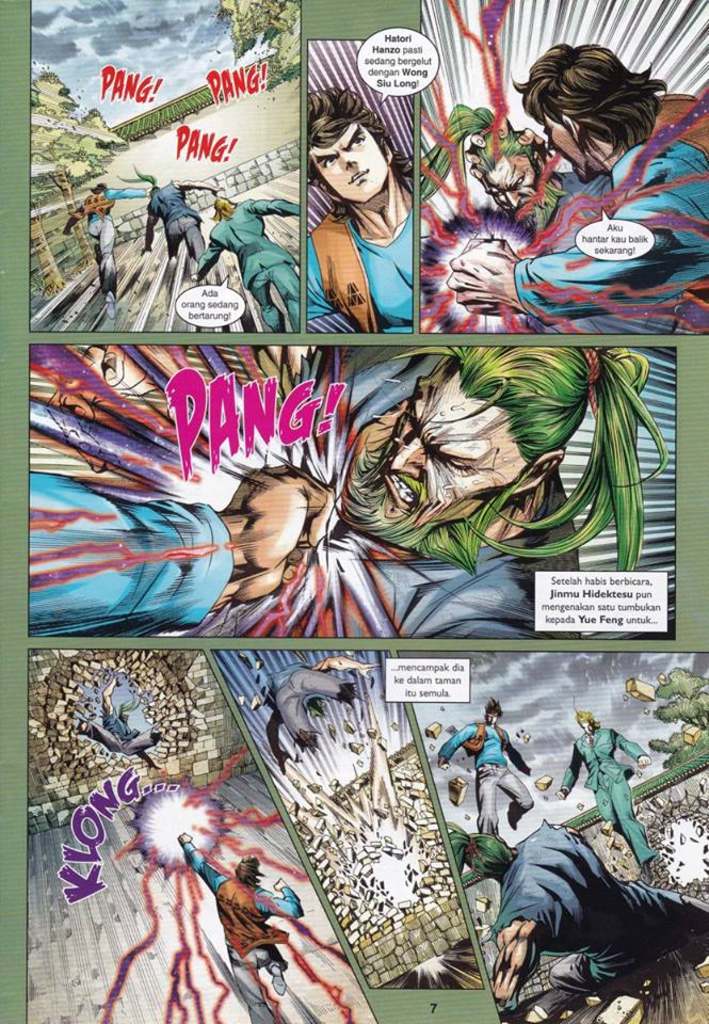 PANG!
PANG!
PANG!
Ada
orang sedang
bertarung!
Hatori
Hanzo pasti
sedang bergelut
dengan Wong
Siu Long!
Aku
hantar kau balik
sekarang!
PANG!
Setelah habis berbicara,
Jinmu Hidektesu pun
mengenakan satu tumbukan
kepada Yue Feng untuk...
KLONG...
...mencampak dia
ke dalam taman
itu semula.
7